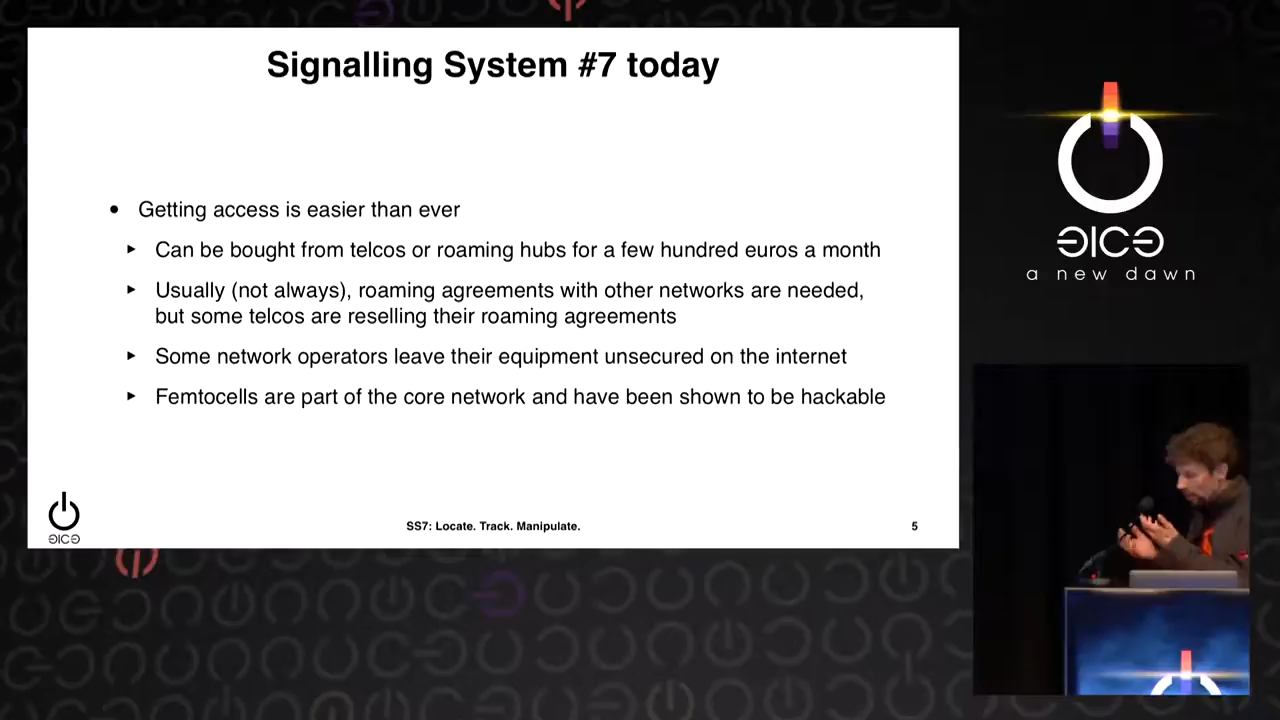 Signalling System #7 today
• Getting access is easier than ever
▸ Can be bought from telcos or roaming hubs for a few hundred euros a month
▸ Usually (not always), roaming agreements with other networks are needed,
but some telcos are reselling their roaming agreements
▸ Some network operators leave their equipment unsecured on the internet
▸ Femtocells are part of the core network and have been shown to be hackable
SS7: Locate. Track. Manipulate.
5
a new dawn